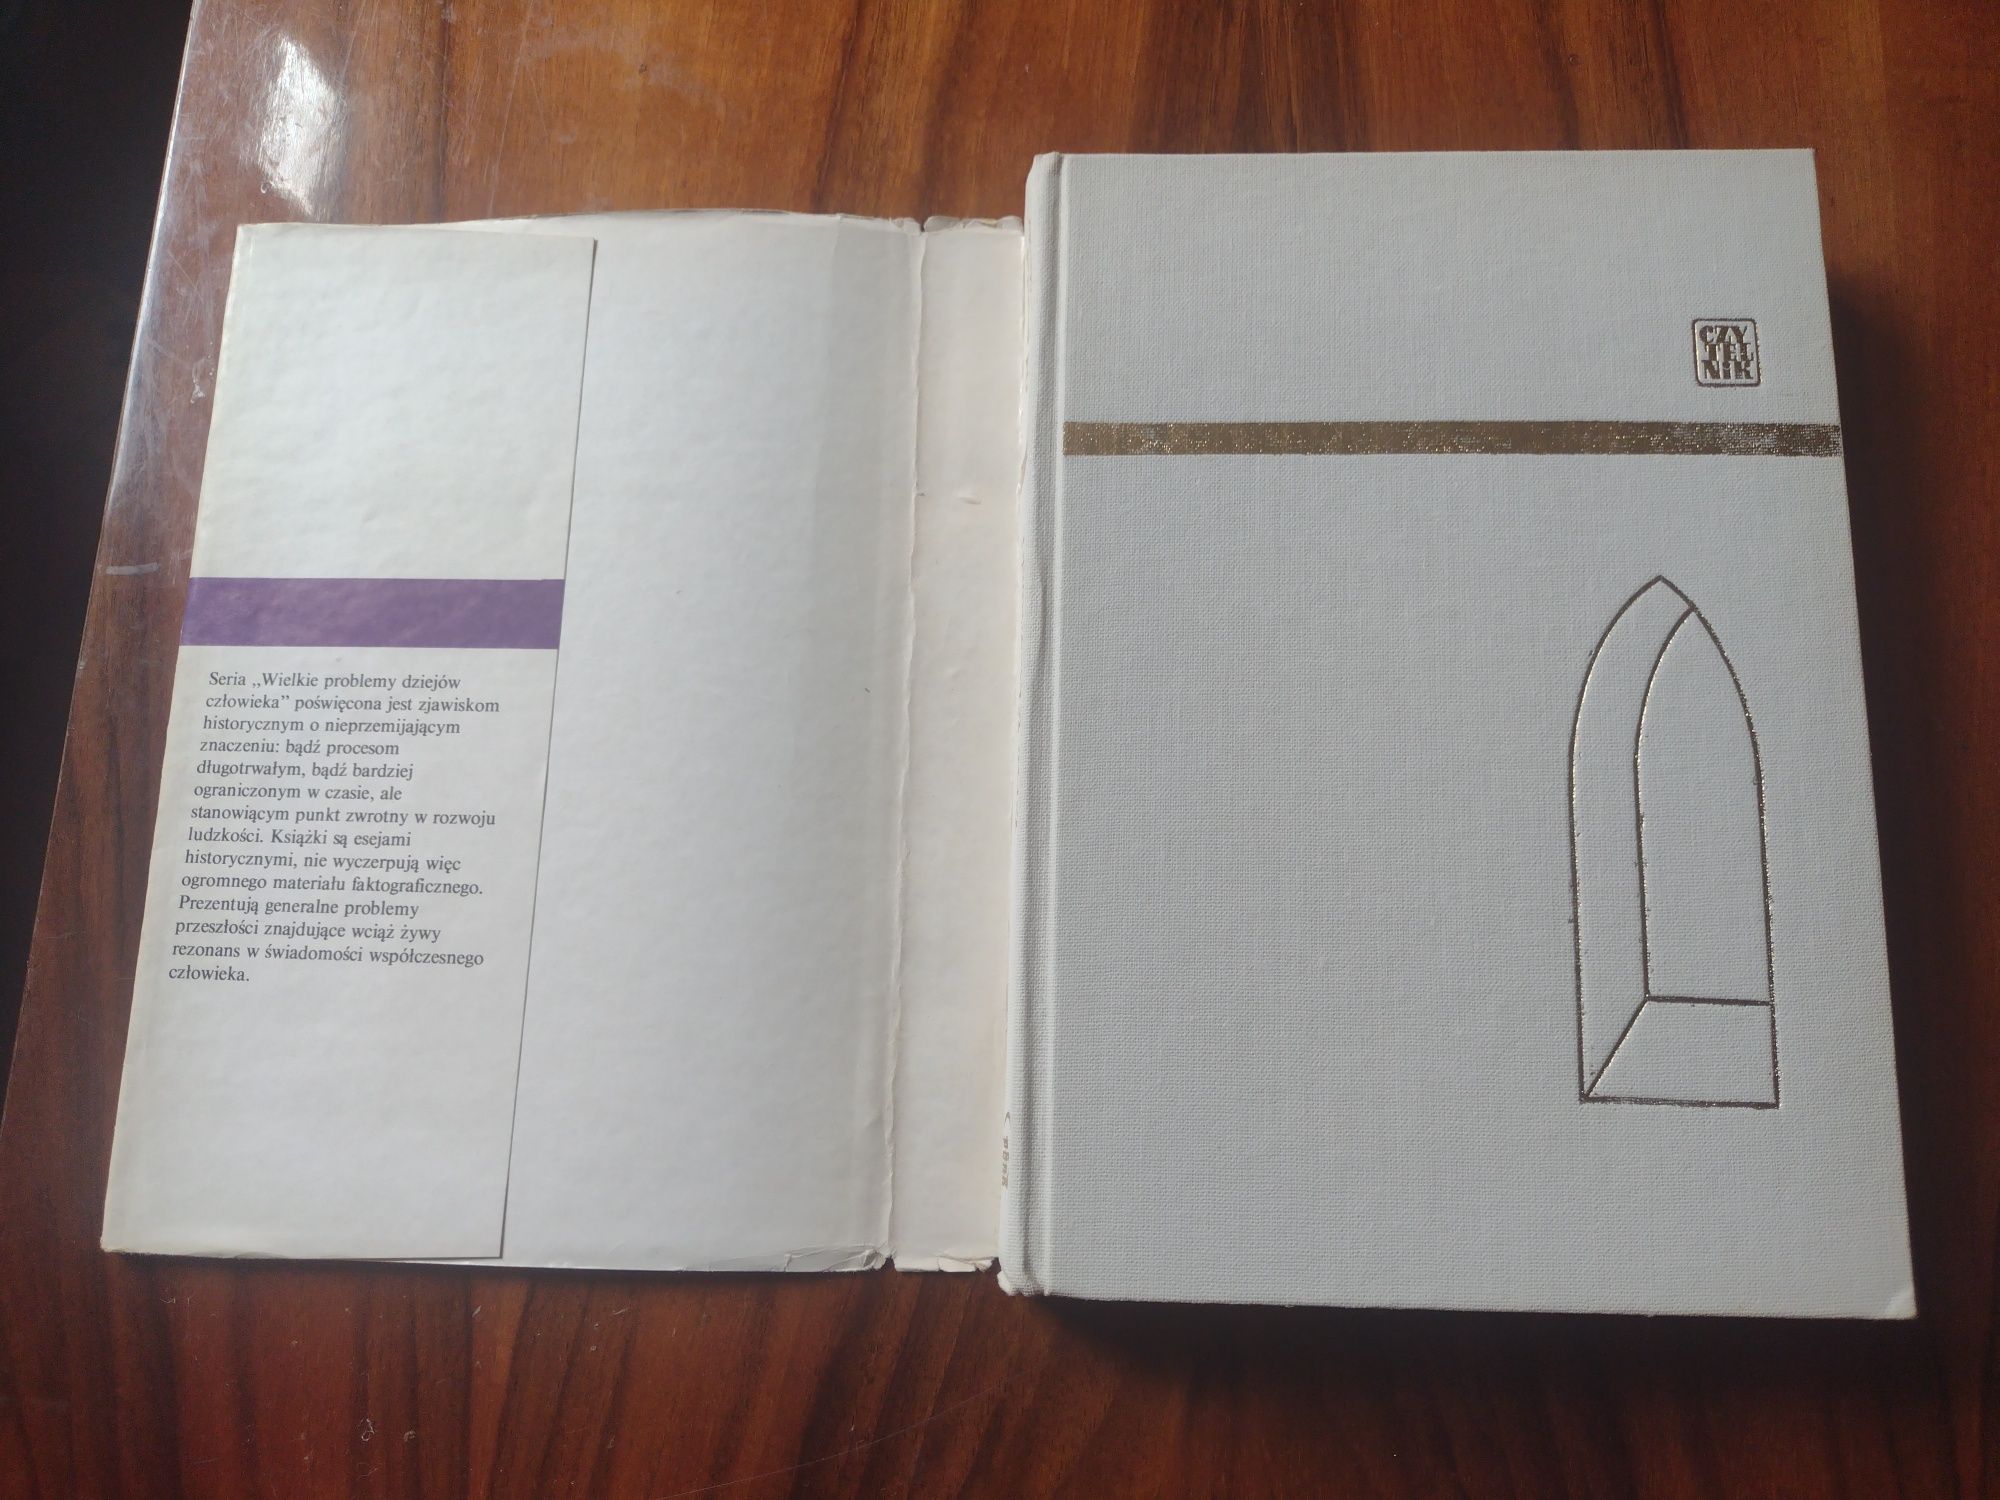 Seria „Wielkie problemy dziejów
człowieka” poświęcona jest zjawiskom
historycznym o nieprzemijającym
znaczeniu: bądź procesom
długotrwałym, bądź bardziej
ograniczonym w czasie, ale
stanowiącym punkt zwrotny w rozwoju
ludzkości. Książki są esejami
historycznymi, nie wyczerpują więc
ogromnego materiału faktograficznego.
Prezentują generalne problemy
przeszłości znajdujące wciąż żywy
rezonans w świadomości współczesnego
człowieka.
CZY
TEL
NiK